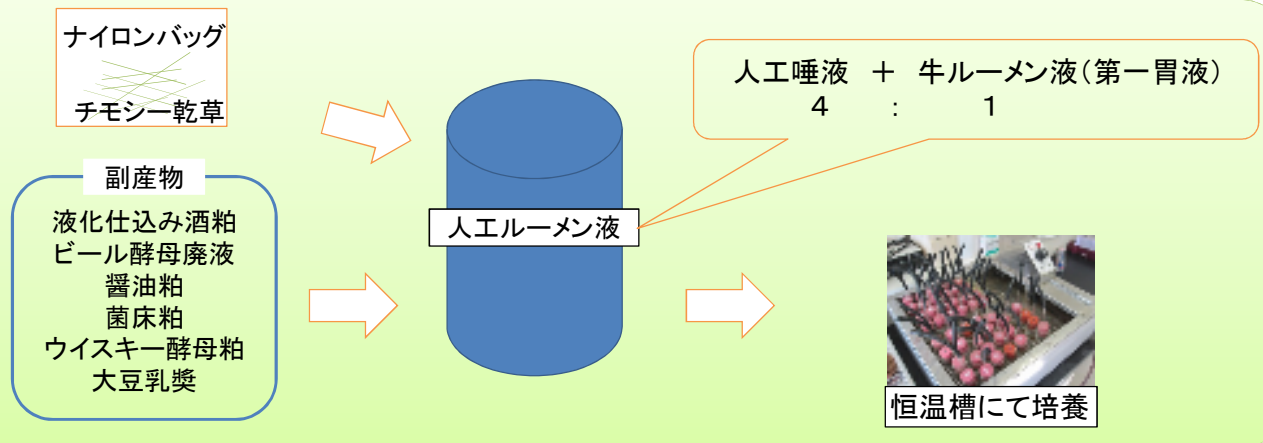 ナイロンバッグ
チモシー乾草
副産物
液化仕込み酒粕
ビール酵母廃液
醤油粕
菌床粕
ウイスキー酵母粕
大豆乳漿
人工ルーメン液
人工唾液 ＋ 牛ルーメン液（第一胃液）
４ ： １
恒温槽にて培養